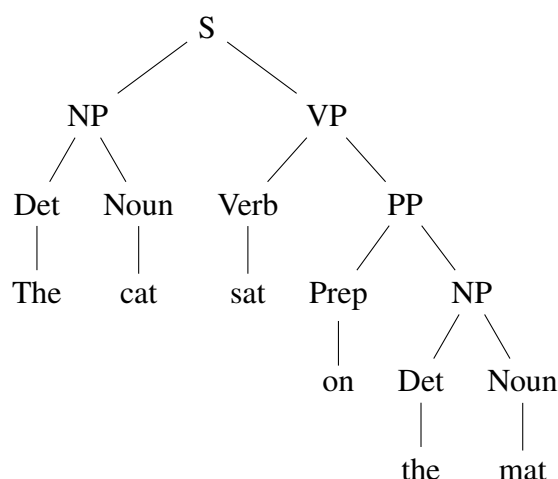 S
NP VP
Det Noun Verb PP
The cat sat Prep NP
on Det Noun
the mat